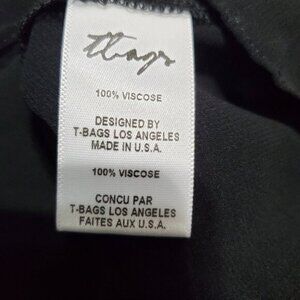 tbags
100% VISCOSE
DESIGNED BY
T-BAGS LOS ANGELES
MADE IN U.S.A.
100% VISCOSE
CONCU PAR
T-BAGS LOS ANGELES
FAITES AUX U.S.A.